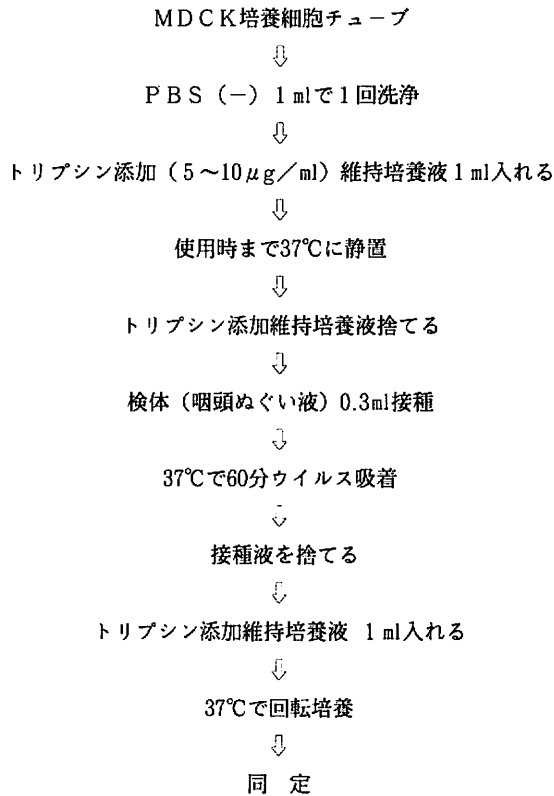 MDCK培養細胞チューブ
⇩
PBS(−)1mlで1回洗浄
⇩
トリプシン添加(5〜10μg/ml)維持培養液1ml入れる
⇩
使用時まで37℃に静置
⇩
トリプシン添加維持培養液捨てる
⇩
検体(咽頭ぬぐい液)0.3ml接種
⇩
37℃で60分ウイルス吸着
⇩
接種液を捨てる
⇩
トリプシン添加維持培養液 1ml入れる
⇩
37℃で回転培養
⇩
同 定